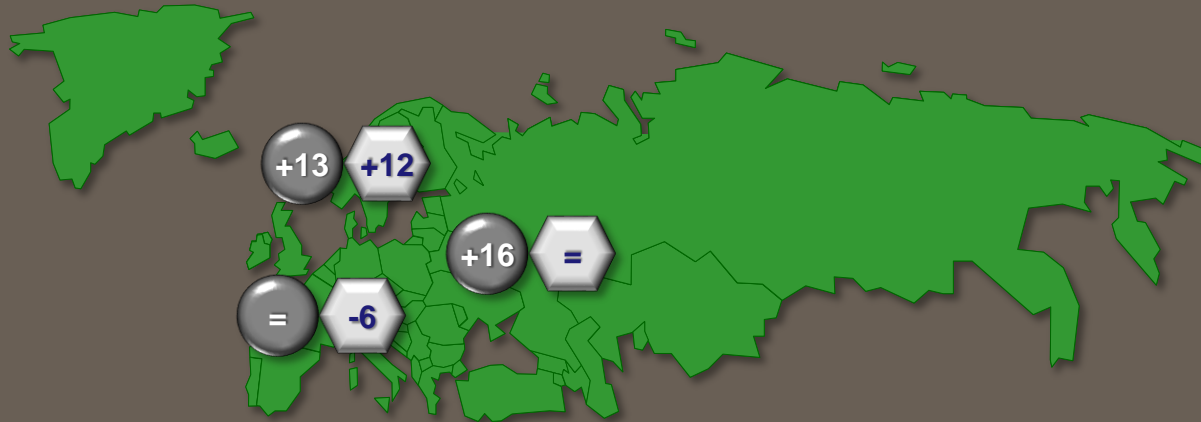 +13 +12
+16 =
= -6